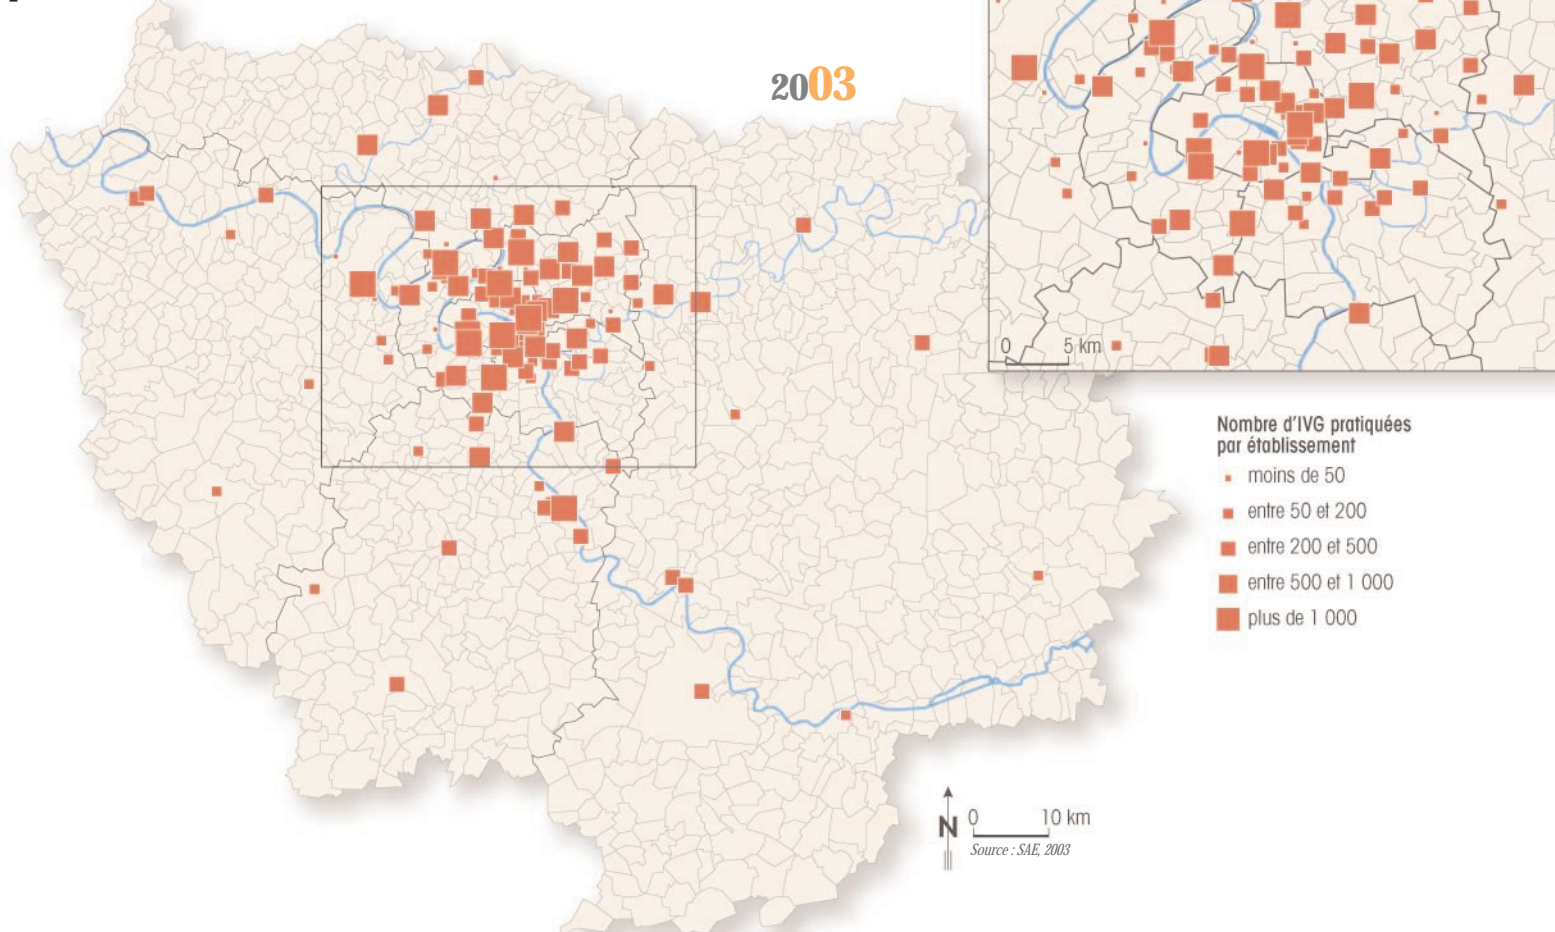 2003
0 5 km
Nombre d'IVG pratiquées
par établissement
moins de 50
entre 50 et 200
entre 200 et 500
entre 500 et 1 000
plus de 1 000
N
0 10 km
Source : SAE, 2003